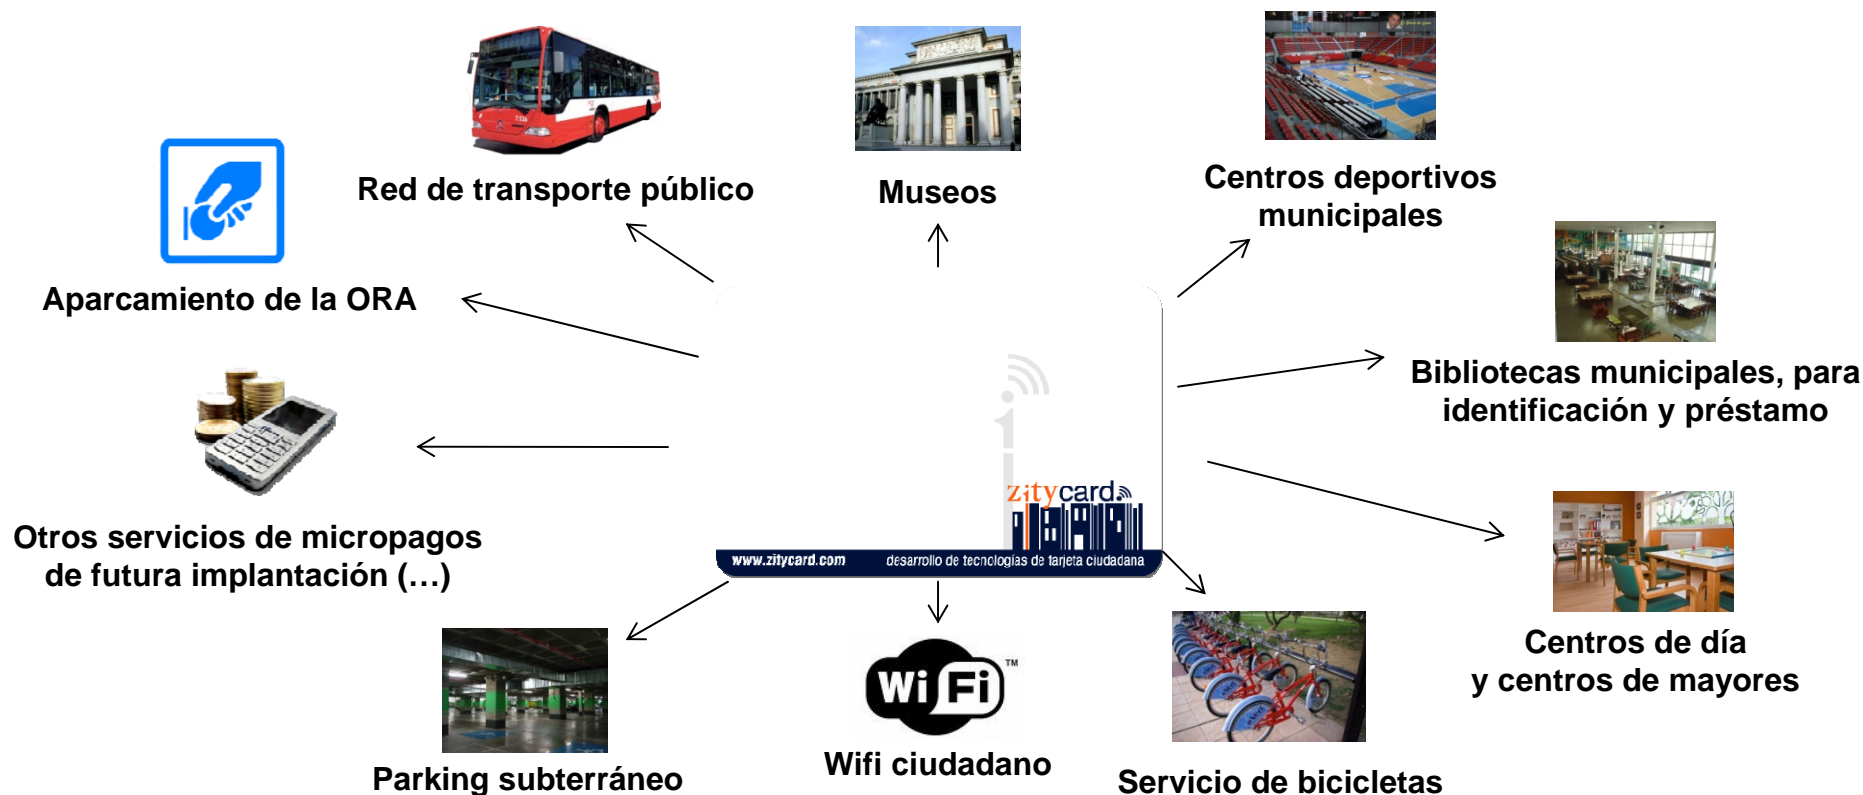 Red de transporte público
Museos
Centros deportivos
municipales
Aparcamiento de la ORA
Bibliotecas municipales, para
identificación y préstamo
zitycard
www.zitycard.com
desarrollo de tecnologías de tarjeta ciudadana
Otros servicios de micropagos
de futura implantación (…)
Centros de día
y centros de mayores
Wi Fi TM
Parking subterráneo
Wifi ciudadano
Servicio de bicicletas